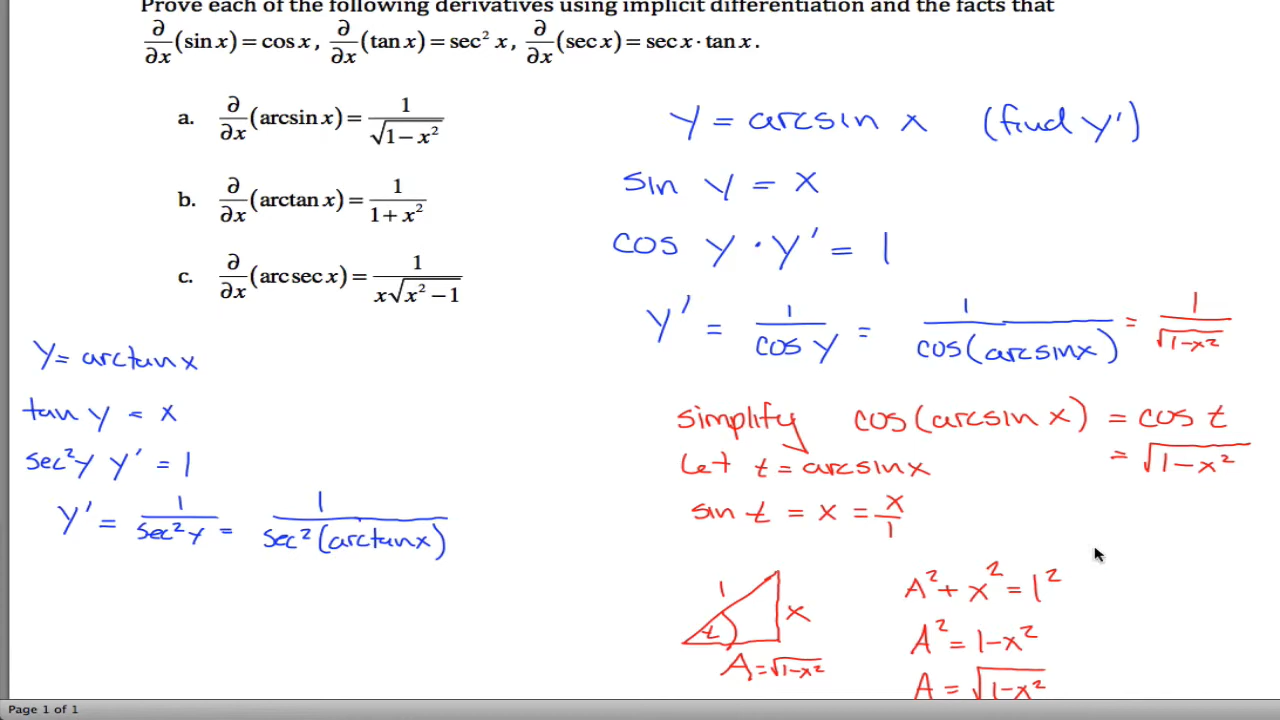 Prove each of the following derivatives using implicit differentiation and the facts that
∂/∂x (sin x) = cos x, ∂/∂x (tan x) = sec² x, ∂/∂x (sec x) = sec x · tan x.
a. ∂/∂x (arcsin x) = 1/√(1 − x²)
b. ∂/∂x (arctan x) = 1/(1 + x²)
c. ∂/∂x (arcsec x) = 1/(x√(x² − 1))
y = arctan x
tan y = x
sec²y y' = 1
y' = 1/sec²y = 1/sec²(arctan x)
y = arcsin x (find y')
sin y = x
cos y · y' = 1
y' = 1/cos y = 1/cos(arcsin x) = 1/√(1−x²)
simplify cos(arcsin x) = cos t
= √(1−x²)
Let t = arcsin x
sin t = x = x/1
1
x
t
A = √(1−x²)
A² + x² = 1²
A² = 1−x²
A = √(1−x²)
Page 1 of 1